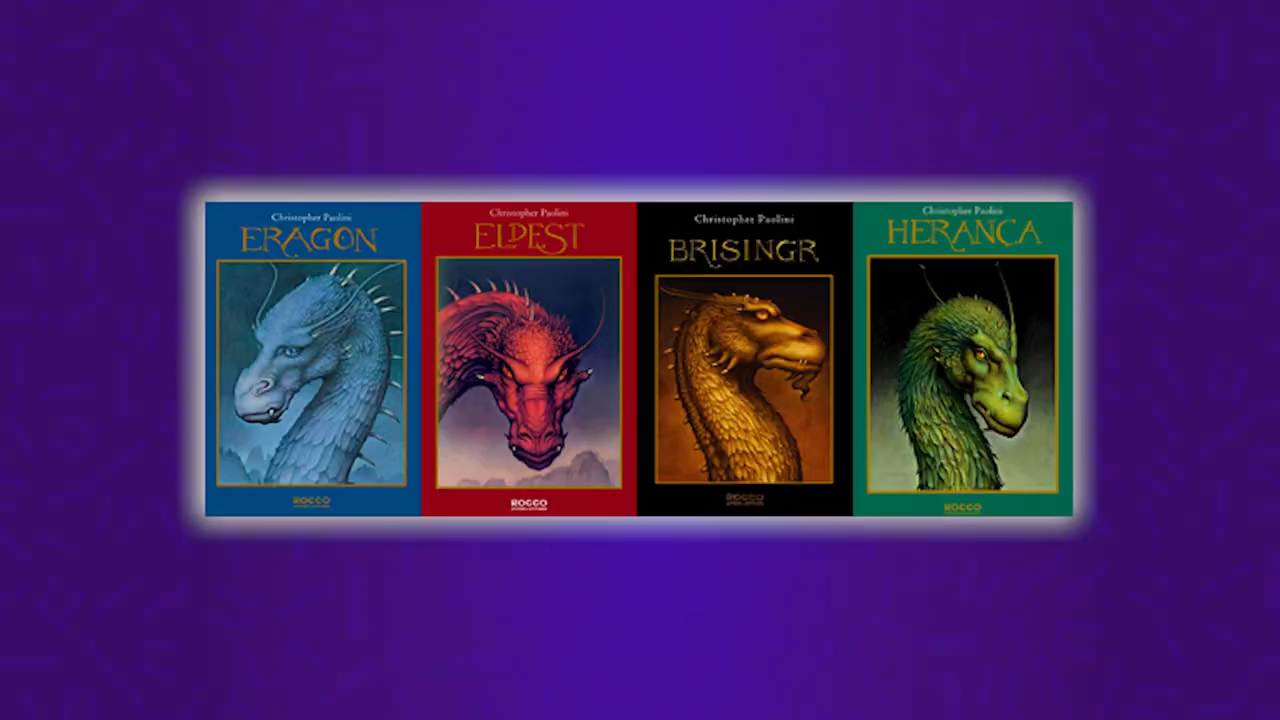 Christopher Paolini
ERAGON
ROCCO
Christopher Paolini
ELDEST
ROCCO
Christopher Paolini
BRISINGR
ROCCO
Christopher Paolini
HERANÇA
ROCCO